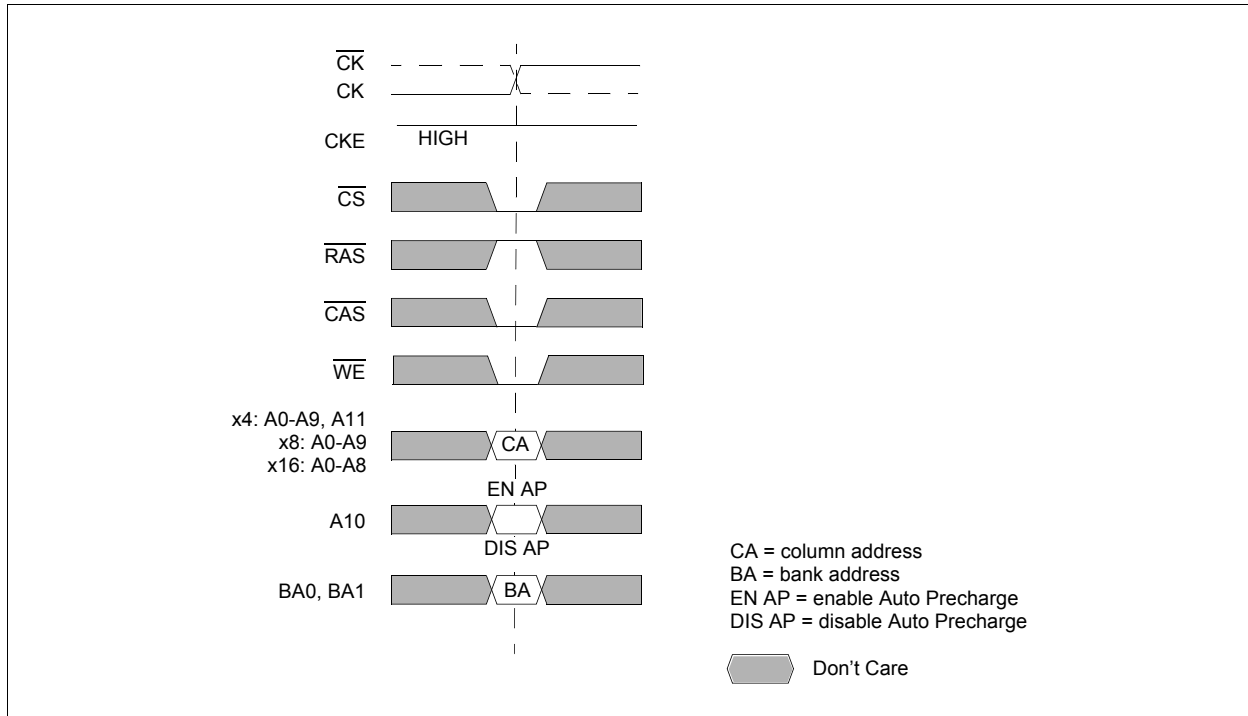 CK
CK
CKE
HIGH
CS
RAS
CAS
WE
x4: A0-A9, A11
x8: A0-A9
x16: A0-A8
CA
EN AP
A10
DIS AP
BA0, BA1
BA
CA = column address
BA = bank address
EN AP = enable Auto Precharge
DIS AP = disable Auto Precharge
Don't Care